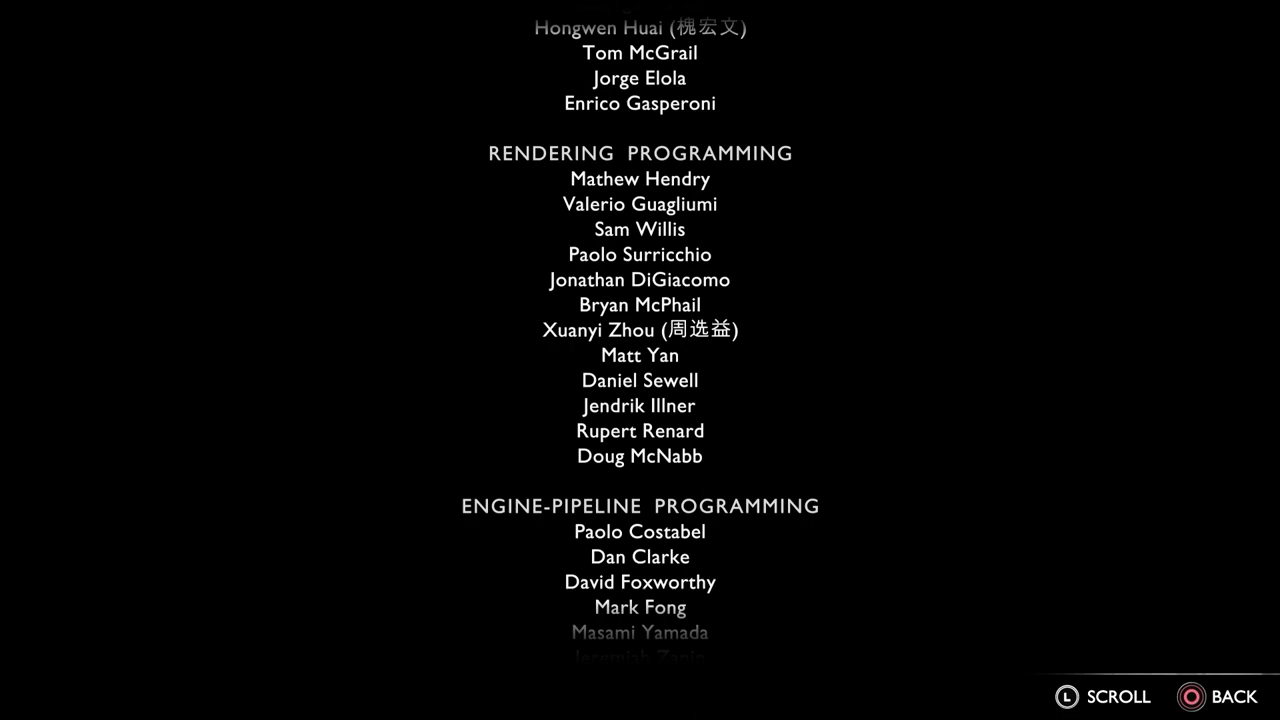 Hongwen Huai (槐宏文)
Tom McGrail
Jorge Elola
Enrico Gasperoni
RENDERING PROGRAMMING
Mathew Hendry
Valerio Guagliumi
Sam Willis
Paolo Surricchio
Jonathan DiGiacomo
Bryan McPhail
Xuanyi Zhou (周选益)
Matt Yan
Daniel Sewell
Jendrik Illner
Rupert Renard
Doug McNabb
ENGINE-PIPELINE PROGRAMMING
Paolo Costabel
Dan Clarke
David Foxworthy
Mark Fong
Masami Yamada
Jeremiah Zanin
L SCROLL
BACK